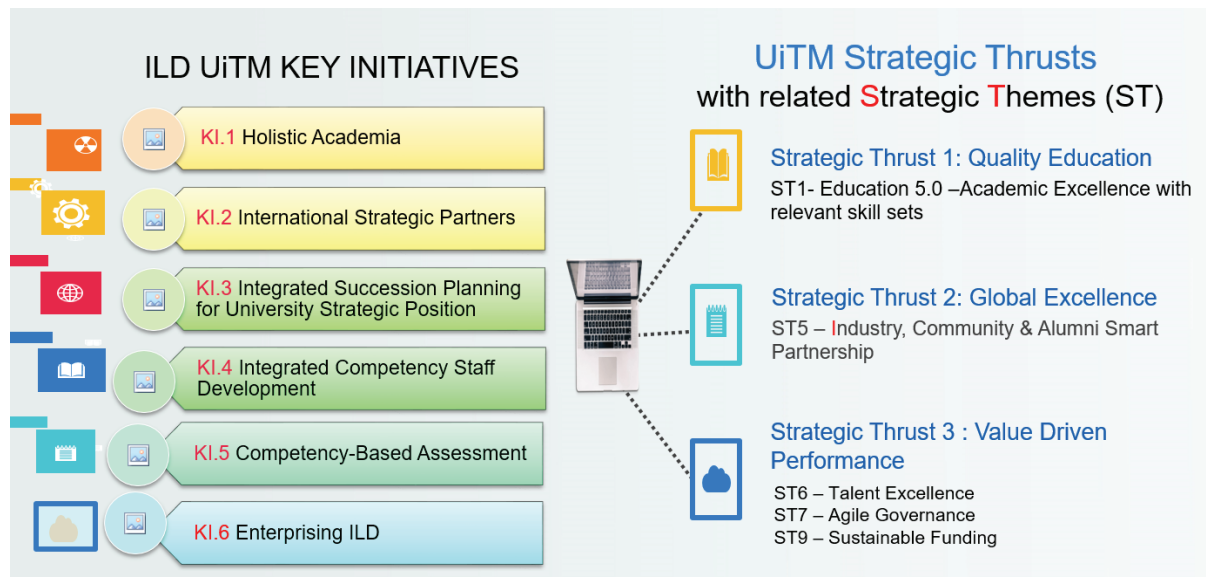 ILD UiTM KEY INITIATIVES
KI.1 Holistic Academia
KI.2 International Strategic Partners
KI.3 Integrated Succession Planning
for University Strategic Position
KI.4 Integrated Competency Staff
Development
KI.5 Competency-Based Assessment
KI.6 Enterprising ILD
UiTM Strategic Thrusts
with related Strategic Themes (ST)
Strategic Thrust 1: Quality Education
ST1- Education 5.0 –Academic Excellence with
relevant skill sets
Strategic Thrust 2: Global Excellence
ST5 – Industry, Community & Alumni Smart
Partnership
Strategic Thrust 3 : Value Driven
Performance
ST6 – Talent Excellence
ST7 – Agile Governance
ST9 – Sustainable Funding